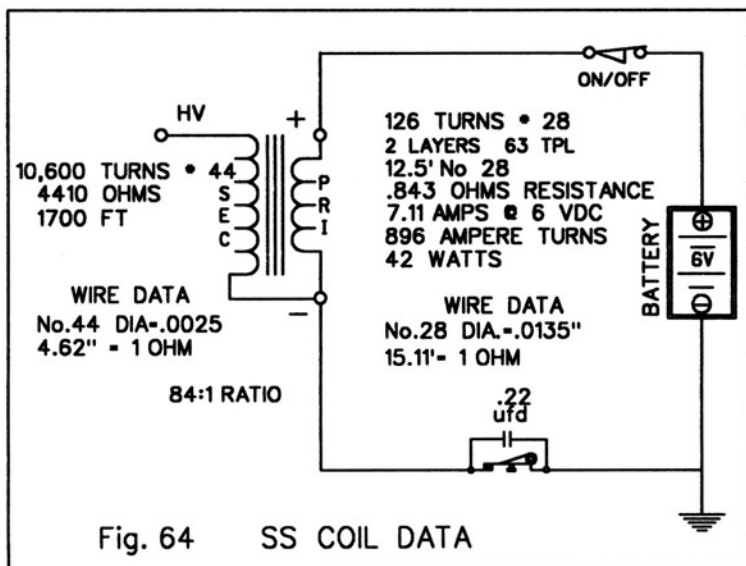 ON/OFF
HV
+
126 TURNS * 28
2 LAYERS 63 TPL
12.5' No 28
.843 OHMS RESISTANCE
7.11 AMPS @ 6 VDC
896 AMPERE TURNS
42 WATTS
10,600 TURNS * 44
4410 OHMS
1700 FT
SEC
PRI
BATTERY
+
6V
−
−
WIRE DATA
No.44 DIA=.0025
4.62" = 1 OHM
WIRE DATA
No.28 DIA.=.0135"
15.11'= 1 OHM
84:1 RATIO
.22
ufd
Fig. 64 SS COIL DATA